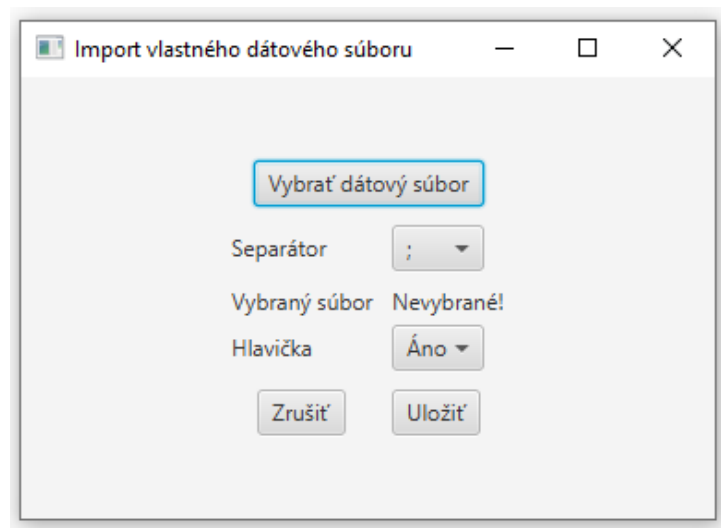 Import vlastného dátového súboru
Vybrať dátový súbor
Separátor ;
Vybraný súbor Nevybrané!
Hlavička Áno
Zrušiť Uložiť